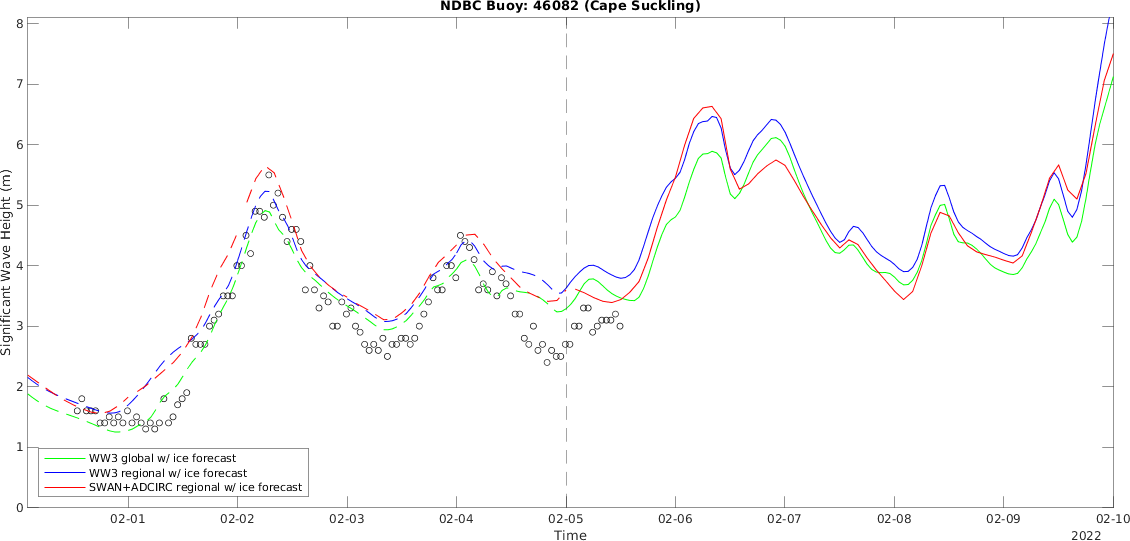 NDBC Buoy: 46082 (Cape Suckling)
8
7
6
5
4
3
2
1
0
Significant Wave Height (m)
WW3 global w/ ice forecast
WW3 regional w/ ice forecast
SWAN+ADCIRC regional w/ ice forecast
02-01 02-02 02-03 02-04 02-05 02-06 02-07 02-08 02-09 02-10
Time
2022